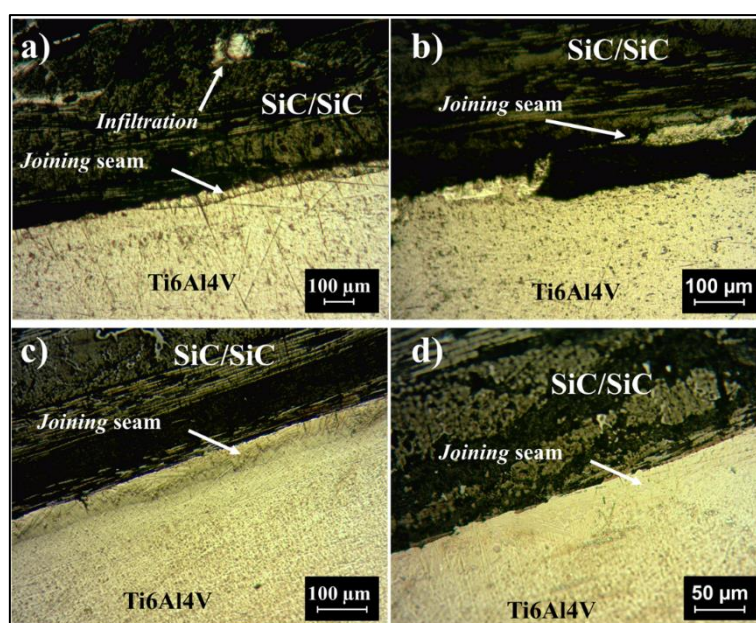 a)
SiC/SiC
Infiltration
Joining seam
Ti6Al4V
100 µm
b)
SiC/SiC
Joining seam
Ti6Al4V
100 µm
c)
SiC/SiC
Joining seam
Ti6Al4V
100 µm
d)
SiC/SiC
Joining seam
Ti6Al4V
50 µm